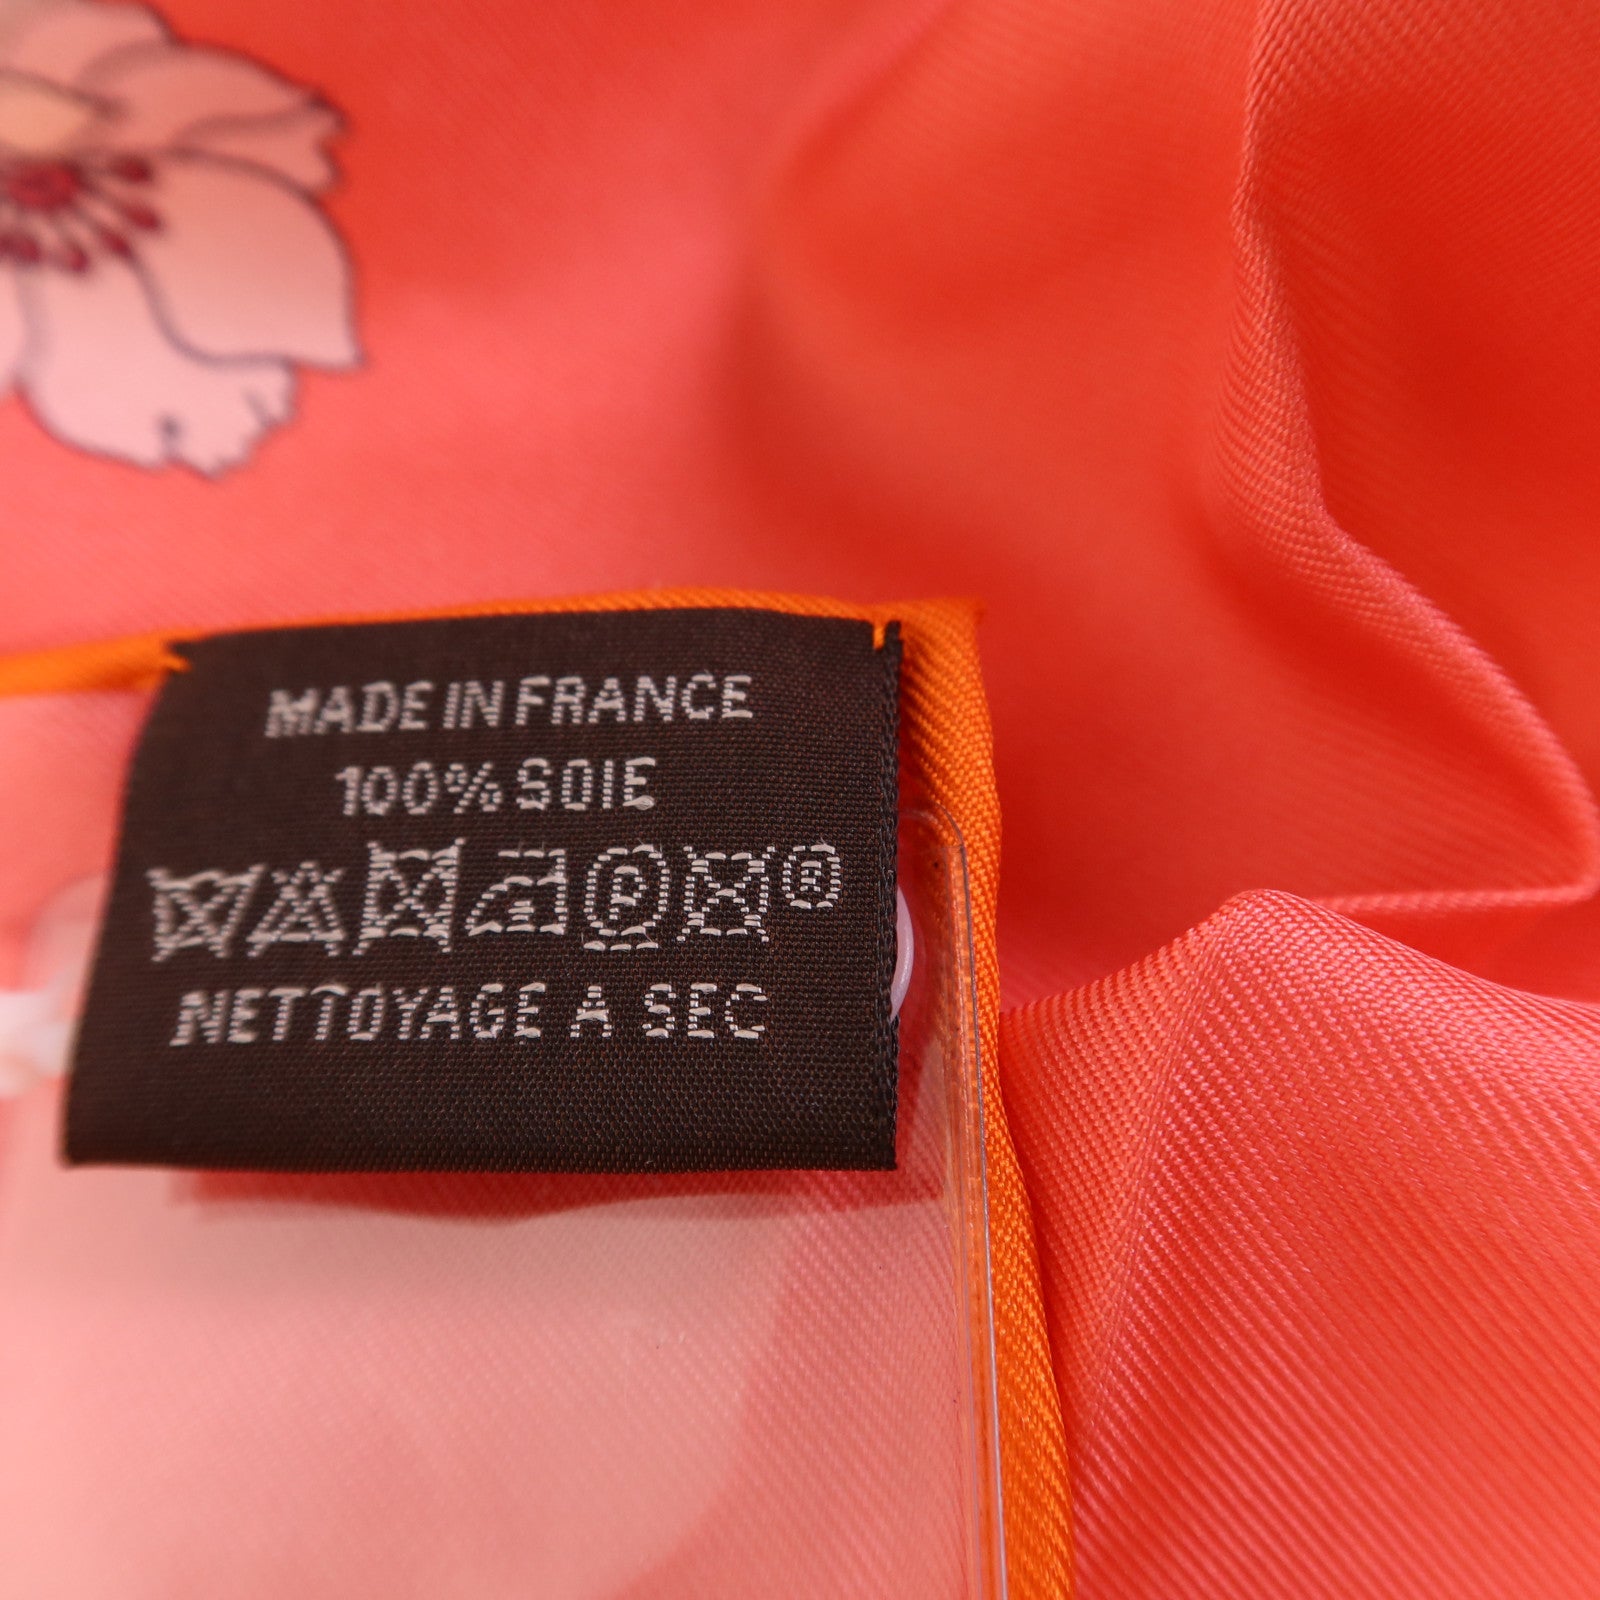 MADE IN FRANCE
100% SOIE
P
NETTOYAGE A SEC